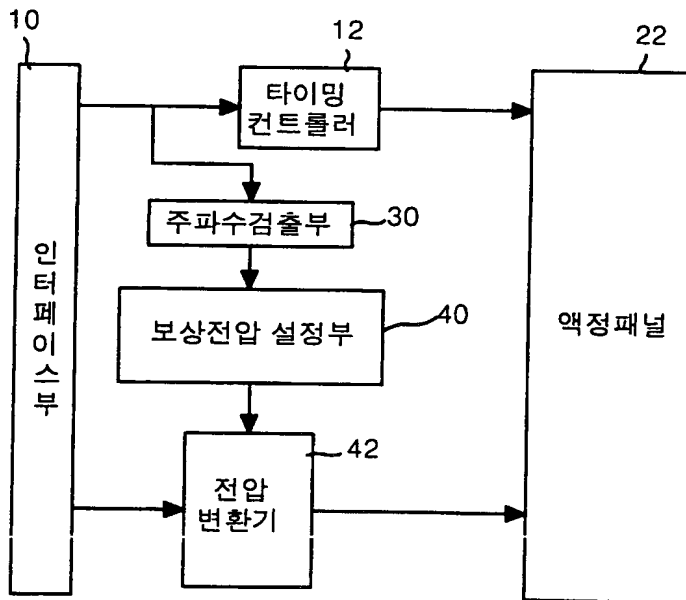 10
12
22
타이밍
컨트롤러
주파수검출부
30
인터페이스부
보상전압 설정부
40
액정패널
42
전압
변환기